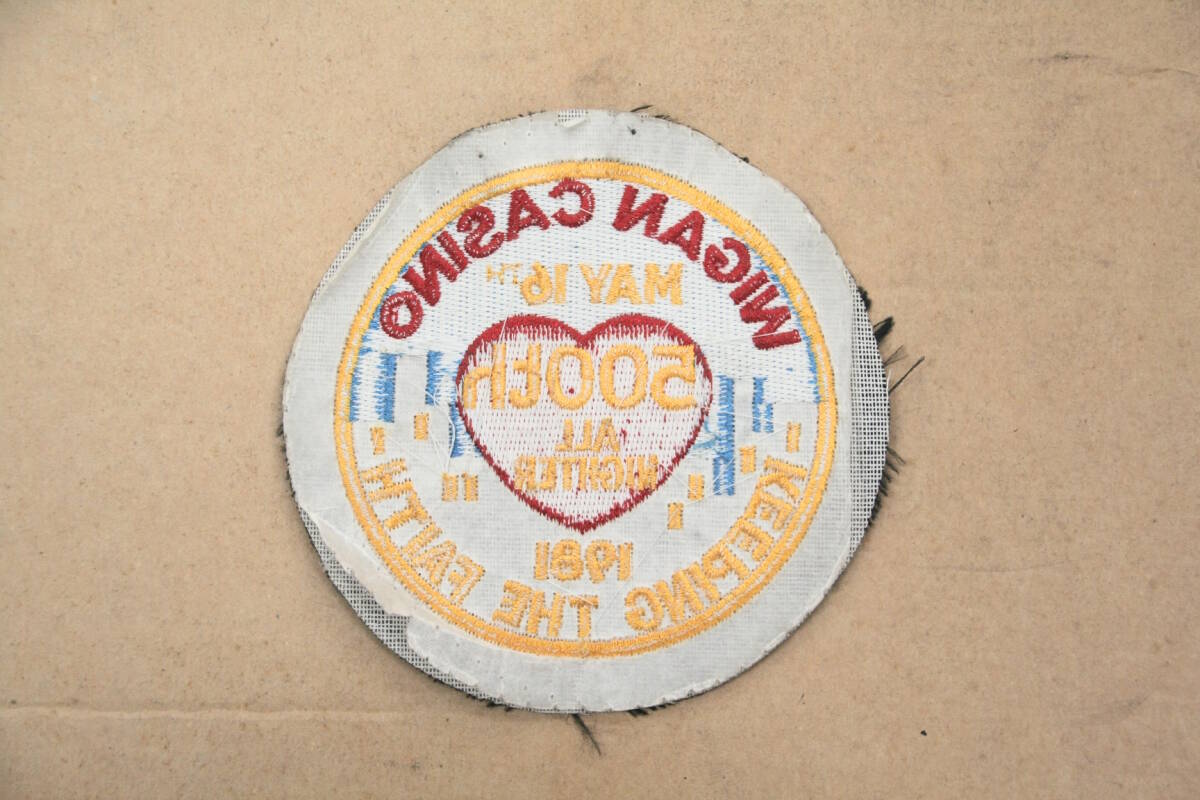 WIGAN CASINO
MAY 16TH
500th
ALL
NIGHTER
1981
KEEPING THE FAITH